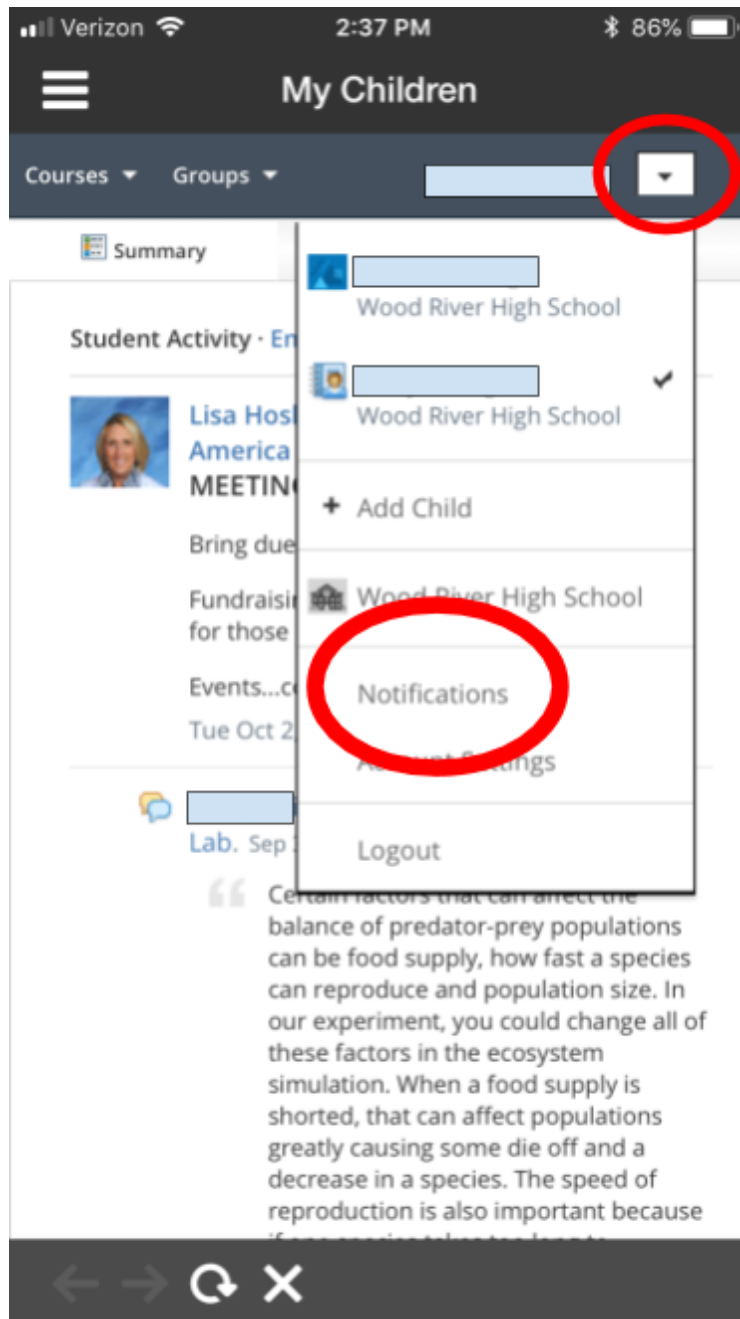 Verizon 2:37 PM 86%
My Children
Courses Groups
Summary
Wood River High School
Wood River High School
Add Child
Wood River High School
Notifications
Account Settings
Logout
Student Activity · En
Lisa Hosl
America
MEETIN
Bring due
Fundraisi
for those
Events...c
Tue Oct 2
Lab. Sep
Certain factors that can affect the
balance of predator-prey populations
can be food supply, how fast a species
can reproduce and population size. In
our experiment, you could change all of
these factors in the ecosystem
simulation. When a food supply is
shorted, that can affect populations
greatly causing some die off and a
decrease in a species. The speed of
reproduction is also important because